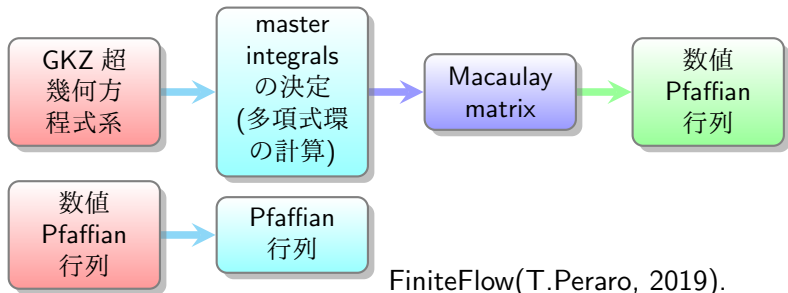 GKZ 超
幾何方
程式系
master
integrals
の決定
(多項式環
の計算)
Macaulay
matrix
数値
Pfaffian
行列
数値
Pfaffian
行列
Pfaffian
行列
FiniteFlow(T.Peraro, 2019).